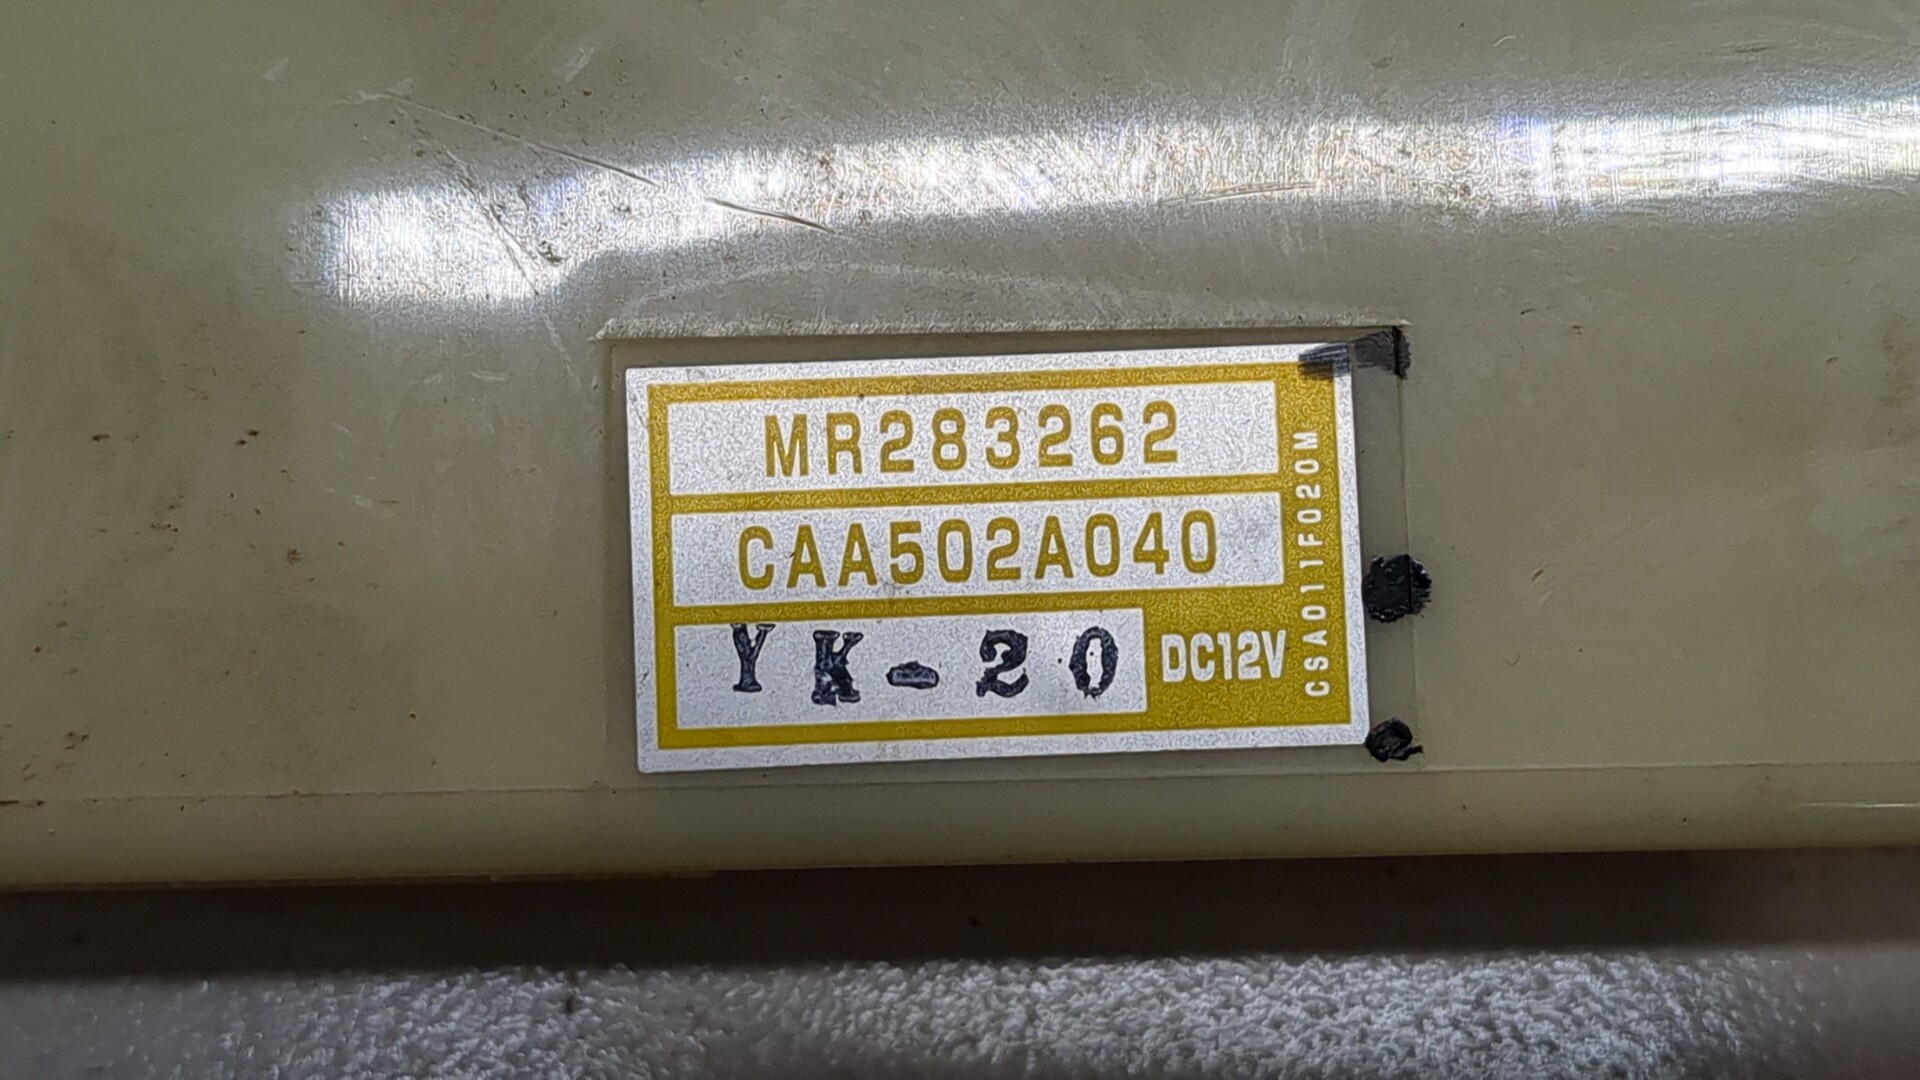 MR283262
CAA502A040
YK-20
DC12V
CSA011F020M